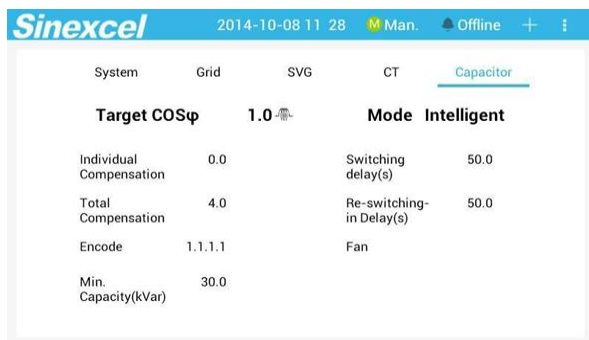 Sinexcel 2014-10-08 11 28 M Man. Offline
System Grid SVG CT Capacitor
Target COSφ 1.0 Mode Intelligent
Individual Compensation 0.0 Switching delay(s) 50.0
Total Compensation 4.0 Re-switching-in Delay(s) 50.0
Encode 1.1.1.1 Fan
Min. Capacity(kVar) 30.0